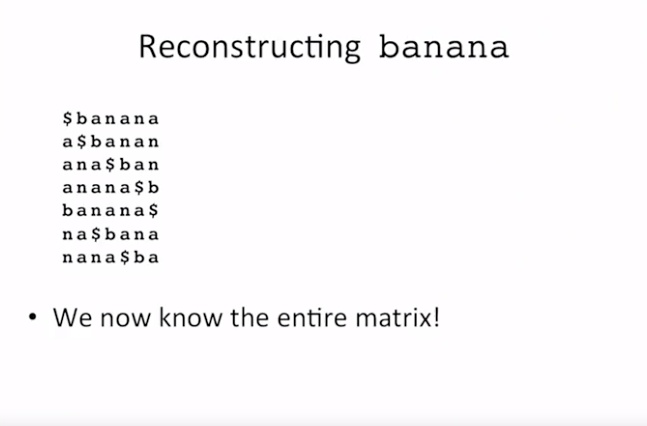 Reconstructing banana
$banana
a$banan
ana$ban
anana$b
banana$
na$bana
nana$ba
• We now know the entire matrix!